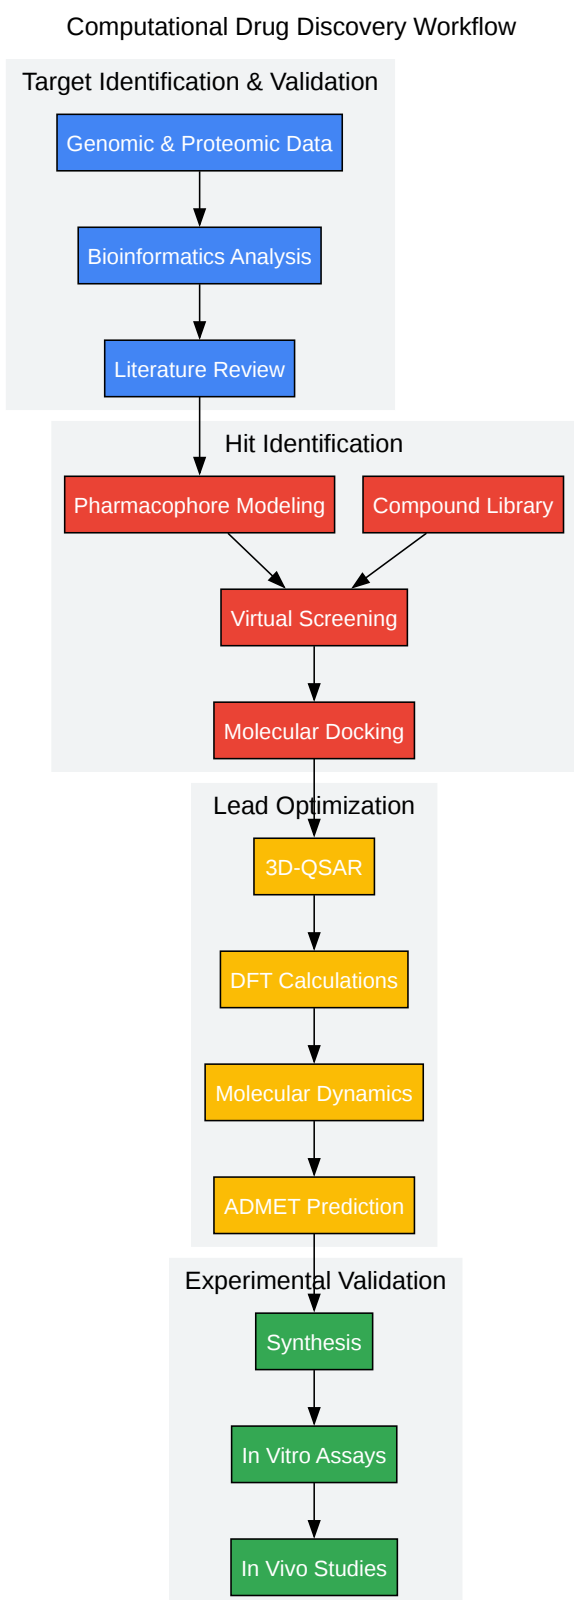 Computational Drug Discovery Workflow
Target Identification & Validation
Genomic & Proteomic Data
Bioinformatics Analysis
Literature Review
Hit Identification
Pharmacophore Modeling
Compound Library
Virtual Screening
Molecular Docking
Lead Optimization
3D-QSAR
DFT Calculations
Molecular Dynamics
ADMET Prediction
Experimental Validation
Synthesis
In Vitro Assays
In Vivo Studies